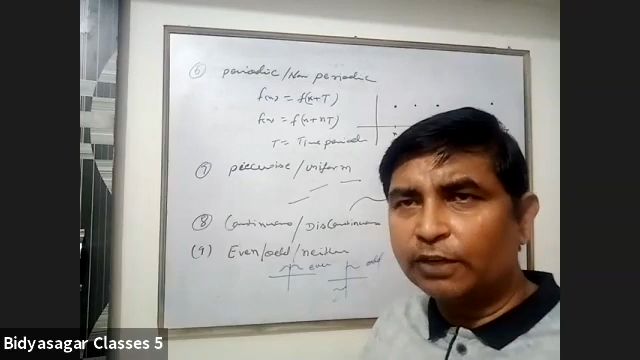 ⑥ periodic / Non periodic
f(x) = f(x+T)
f(x) = f(x+nT)
T = Time period
⑦ piecewise / uniform
⑧ Continuous / Discontinuous
(9) Even/odd/neither
even odd
Bidyasagar Classes 5